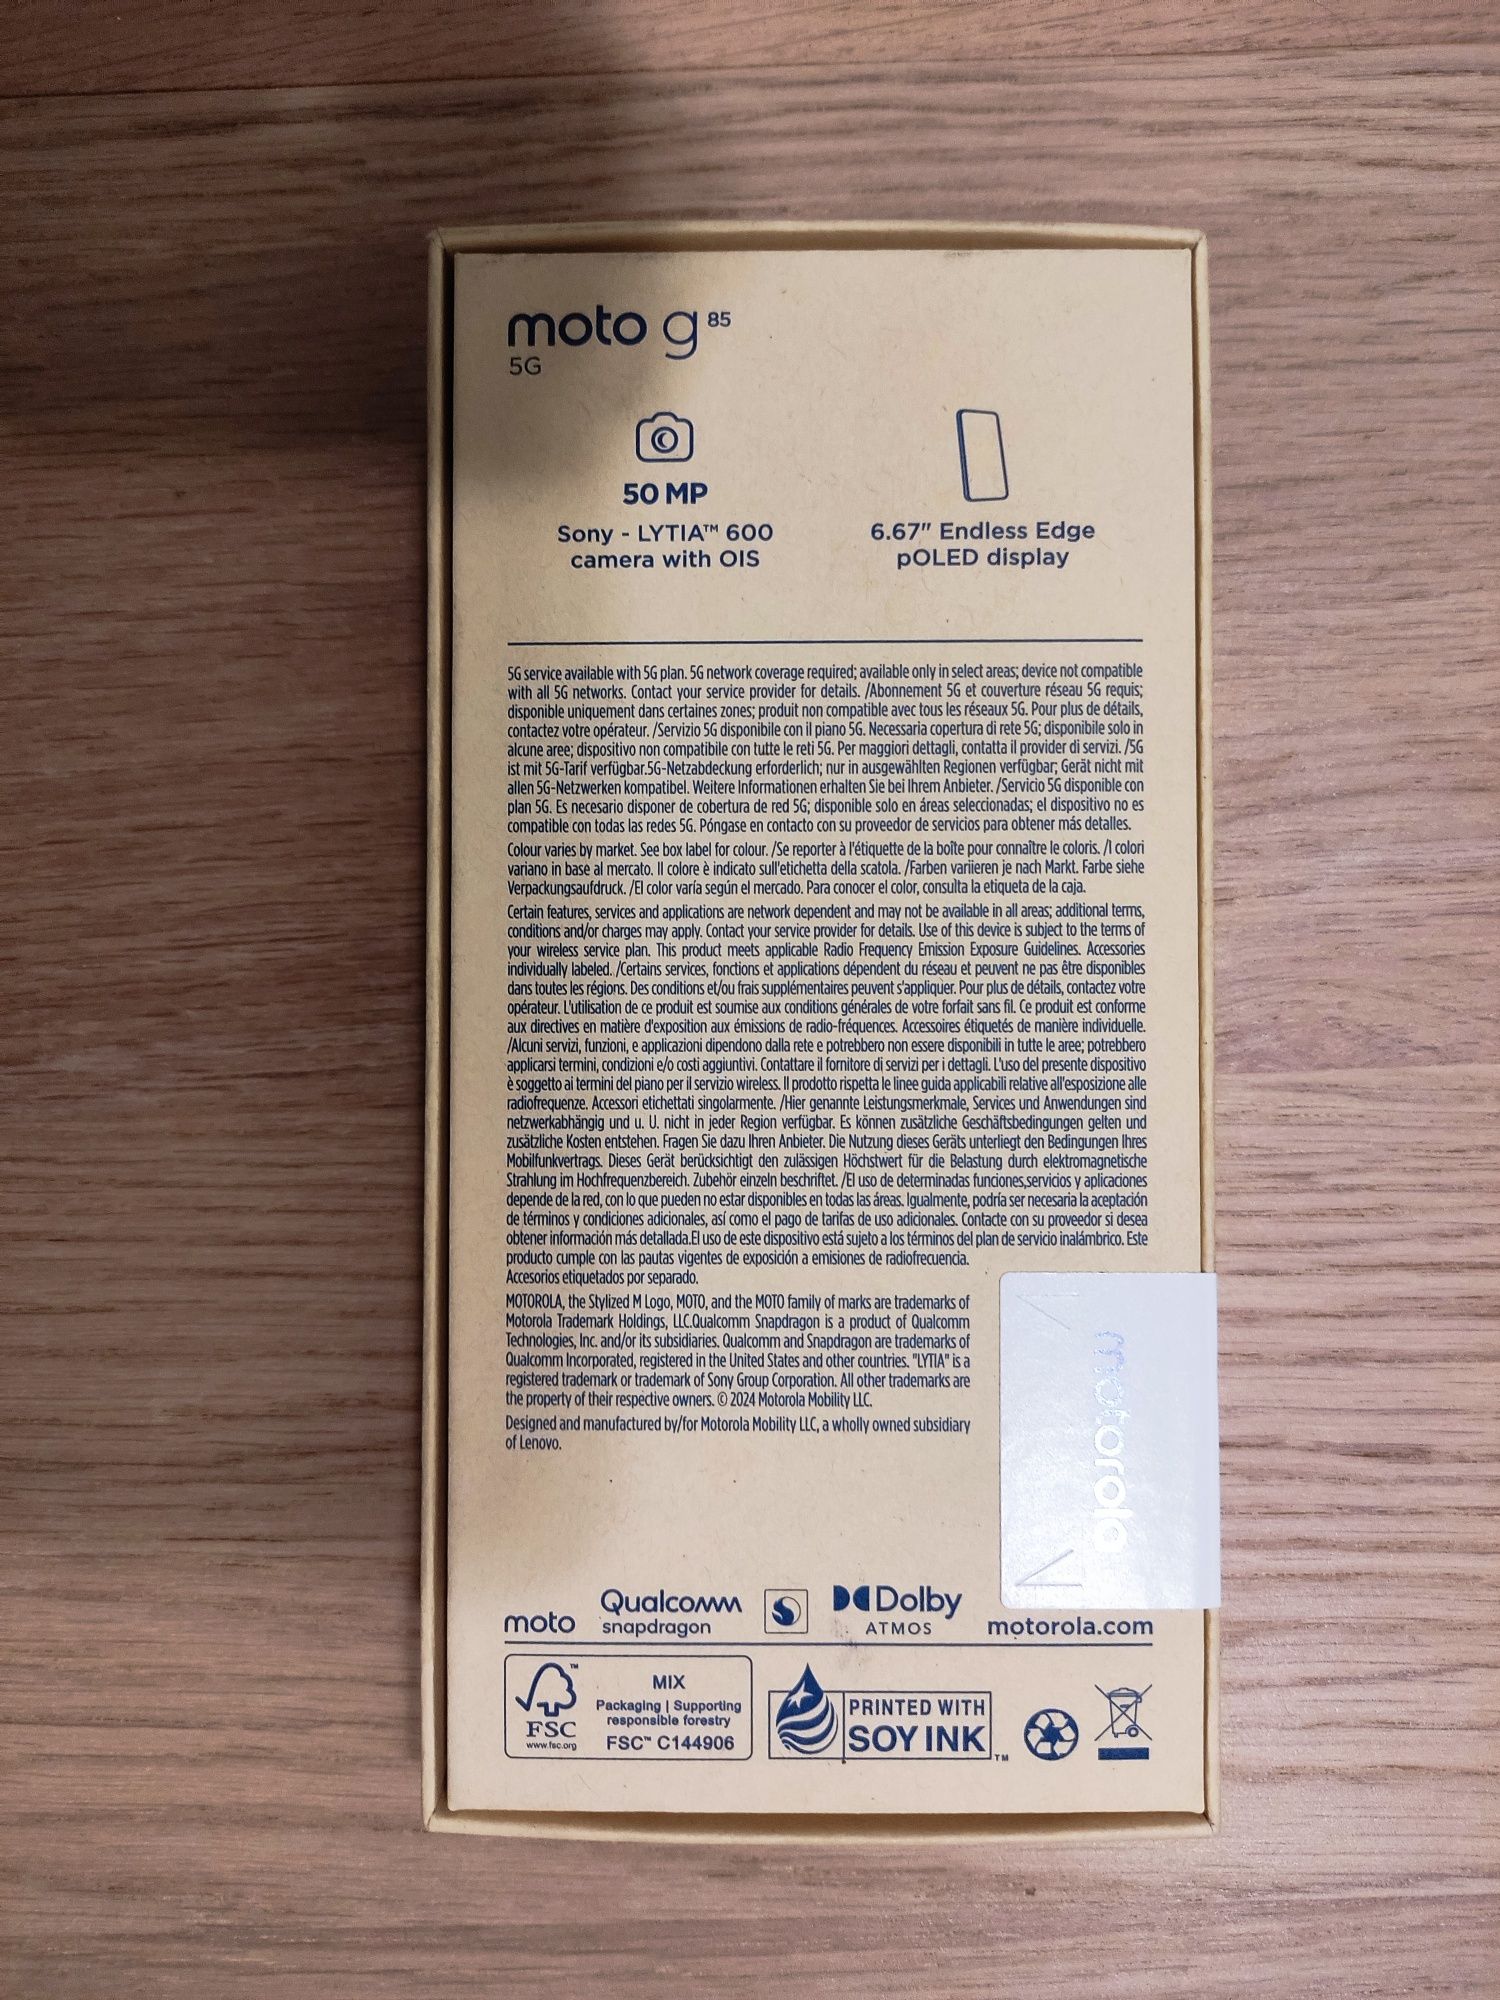 moto g 85
5G
50 MP
Sony - LYTIA™ 600
camera with OIS
6.67" Endless Edge
pOLED display
5G service available with 5G plan. 5G network coverage required; available only in select areas; device not compatible
with all 5G networks. Contact your service provider for details. /Abonnement 5G et couverture réseau 5G requis;
disponible uniquement dans certaines zones; produit non compatible avec tous les réseaux 5G. Pour plus de détails,
contactez votre opérateur. /Servizio 5G disponibile con il piano 5G. Necessaria copertura di rete 5G; disponibile solo in
alcune aree; dispositivo non compatibile con tutte le reti 5G. Per maggiori dettagli, contatta il provider di servizi. /5G
ist mit 5G-Tarif verfügbar.5G-Netzabdeckung erforderlich; nur in ausgewählten Regionen verfügbar; Gerät nicht mit
allen 5G-Netzwerken kompatibel. Weitere Informationen erhalten Sie bei Ihrem Anbieter. /Servicio 5G disponible con
plan 5G. Es necesario disponer de cobertura de red 5G; disponible solo en áreas seleccionadas; el dispositivo no es
compatible con todas las redes 5G. Póngase en contacto con su proveedor de servicios para obtener más detalles.
Colour varies by market. See box label for colour. /Se reporter à l'étiquette de la boîte pour connaître le coloris. /I colori
variano in base al mercato. Il colore è indicato sull'etichetta della scatola. /Farben variieren je nach Markt. Farbe siehe
Verpackungsaufdruck. /El color varía según el mercado. Para conocer el color, consulta la etiqueta de la caja.
Certain features, services and applications are network dependent and may not be available in all areas; additional terms,
conditions and/or charges may apply. Contact your service provider for details. Use of this device is subject to the terms of
your wireless service plan. This product meets applicable Radio Frequency Emission Exposure Guidelines. Accessories
individually labeled. /Certains services, fonctions et applications dépendent du réseau et peuvent ne pas être disponibles
dans toutes les régions. Des conditions et/ou frais supplémentaires peuvent s'appliquer. Pour plus de détails, contactez votre
opérateur. L'utilisation de ce produit est soumise aux conditions générales de votre forfait sans fil. Ce produit est conforme
aux directives en matière d'exposition aux émissions de radio-fréquences. Accessoires étiquetés de manière individuelle.
/Alcuni servizi, funzioni, e applicazioni dipendono dalla rete e potrebbero non essere disponibili in tutte le aree; potrebbero
applicarsi termini, condizioni e/o costi aggiuntivi. Contattare il fornitore di servizi per i dettagli. L'uso del presente dispositivo
è soggetto ai termini del piano per il servizio wireless. Il prodotto rispetta le linee guida applicabili relative all'esposizione alle
radiofrequenze. Accessori etichettati singolarmente. /Hier genannte Leistungsmerkmale, Services und Anwendungen sind
netzwerkabhängig und u. U. nicht in jeder Region verfügbar. Es können zusätzliche Geschäftsbedingungen gelten und
zusätzliche Kosten entstehen. Fragen Sie dazu Ihren Anbieter. Die Nutzung dieses Geräts unterliegt den Bedingungen Ihres
Mobilfunkvertrags. Dieses Gerät berücksichtigt den zulässigen Höchstwert für die Belastung durch elektromagnetische
Strahlung im Hochfrequenzbereich. Zubehör einzeln beschriftet. /El uso de determinadas funciones,servicios y aplicaciones
depende de la red, con lo que pueden no estar disponibles en todas las áreas. Igualmente, podría ser necesaria la aceptación
de términos y condiciones adicionales, así como el pago de tarifas de uso adicionales. Contacte con su proveedor si desea
obtener información más detallada.El uso de este dispositivo está sujeto a los términos del plan de servicio inalámbrico. Este
producto cumple con las pautas vigentes de exposición a emisiones de radiofrecuencia.
Accesorios etiquetados por separado.
MOTOROLA, the Stylized M Logo, MOTO, and the MOTO family of marks are trademarks of
Motorola Trademark Holdings, LLC.Qualcomm Snapdragon is a product of Qualcomm
Technologies, Inc. and/or its subsidiaries. Qualcomm and Snapdragon are trademarks of
Qualcomm Incorporated, registered in the United States and other countries. "LYTIA" is a
registered trademark or trademark of Sony Group Corporation. All other trademarks are
the property of their respective owners. © 2024 Motorola Mobility LLC.
Designed and manufactured by/for Motorola Mobility LLC, a wholly owned subsidiary
of Lenovo.
motorola
moto
Qualcomm
snapdragon
Dolby
ATMOS
motorola.com
FSC
www.fsc.org
MIX
Packaging | Supporting
responsible forestry
FSC™ C144906
PRINTED WITH
SOY INK™